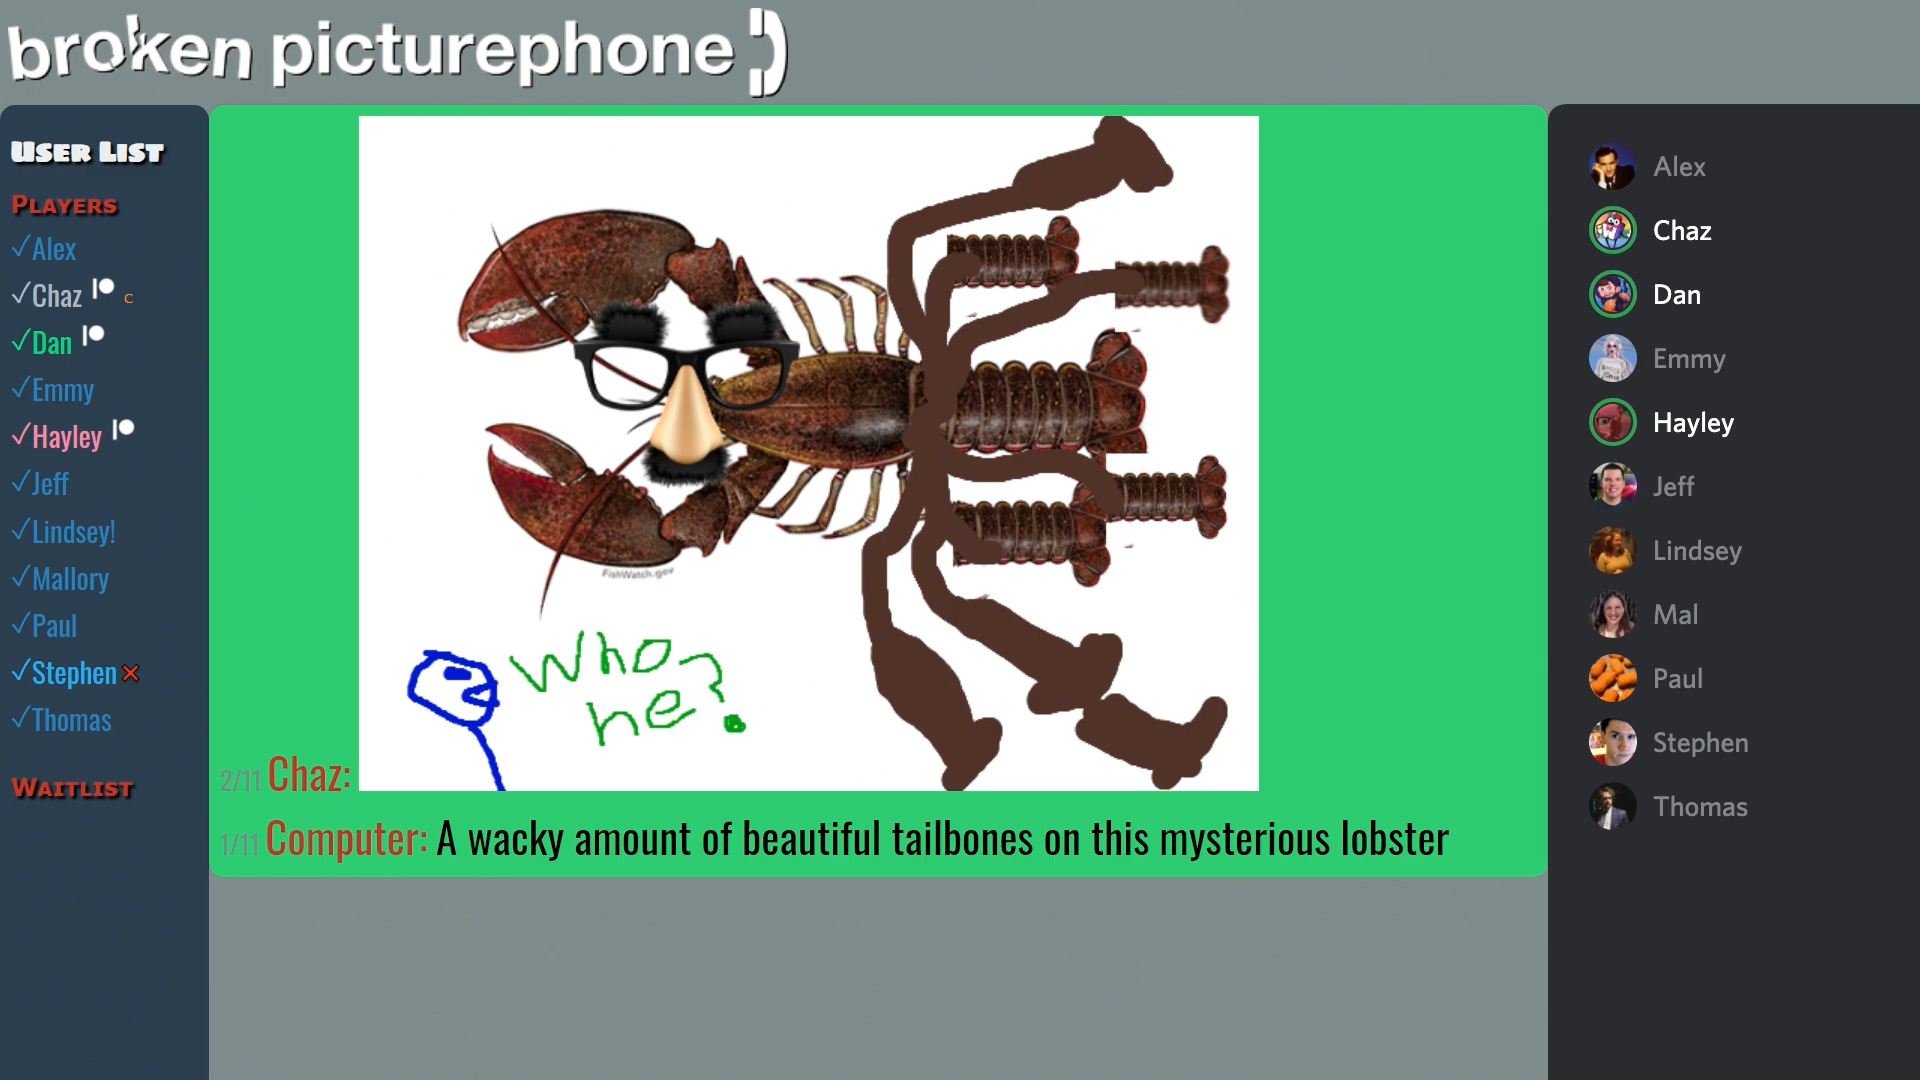 broken picturephone
User List
Players
✓Alex
✓Chaz C
✓Dan
✓Emmy
✓Hayley
✓Jeff
✓Lindsey!
✓Mallory
✓Paul
✓Stephen ✕
✓Thomas
Waitlist
FishWatch.gov
Who
he?
2/11 Chaz:
1/11 Computer: A wacky amount of beautiful tailbones on this mysterious lobster
Alex
Chaz
Dan
Emmy
Hayley
Jeff
Lindsey
Mal
Paul
Stephen
Thomas